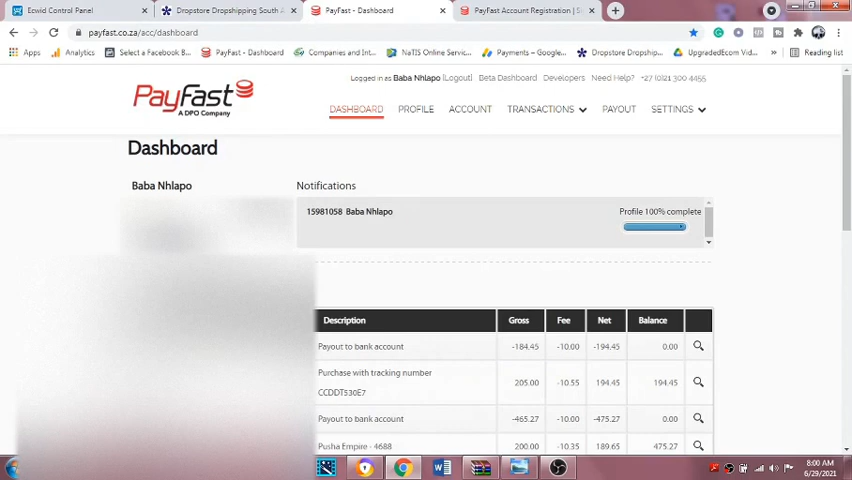 Ecwid Control Panel
Dropstore Dropshipping South A
PayFast - Dashboard
PayFast Account Registration | Si
payfast.co.za/acc/dashboard
Apps
Analytics
Select a Facebook B...
PayFast - Dashboard
Companies and Int...
NaTIS Online Servic...
Payments – Google...
Dropstore Dropship...
UpgradedEcom Vid...
»
Reading list
Logged in as Baba Nhlapo [Logout] Beta Dashboard Developers Need Help? +27 (0)21 300 4455
PayFast
A DPO Company
DASHBOARD PROFILE ACCOUNT TRANSACTIONS PAYOUT SETTINGS
Dashboard
Baba Nhlapo
Notifications
15981058 Baba Nhlapo
Profile 100% complete
Description Gross Fee Net Balance
Payout to bank account -184.45 -10.00 -194.45 0.00
Purchase with tracking number
CCDDT530E7
205.00 -10.55 194.45 194.45
Payout to bank account -465.27 -10.00 -475.27 0.00
Pusha Empire - 4688 200.00 -10.35 189.65 475.27
8:00 AM
6/29/2021